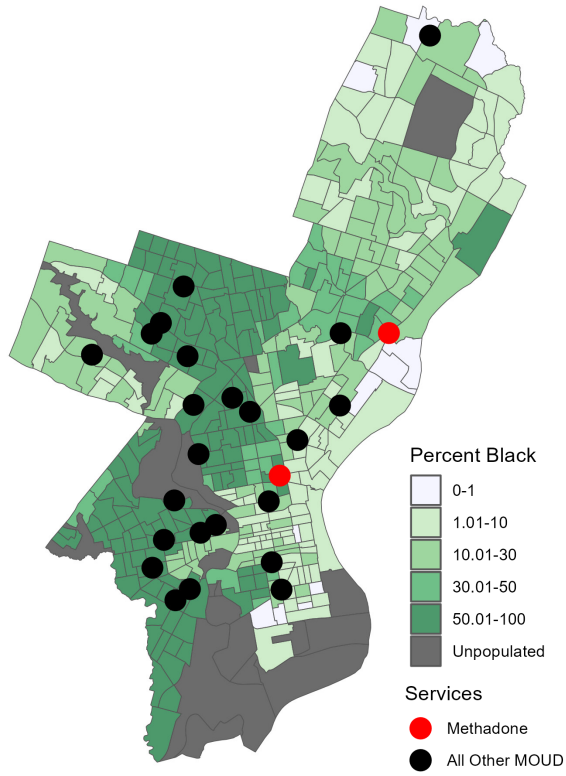 Percent Black
0-1
1.01-10
10.01-30
30.01-50
50.01-100
Unpopulated
Services
Methadone
All Other MOUD